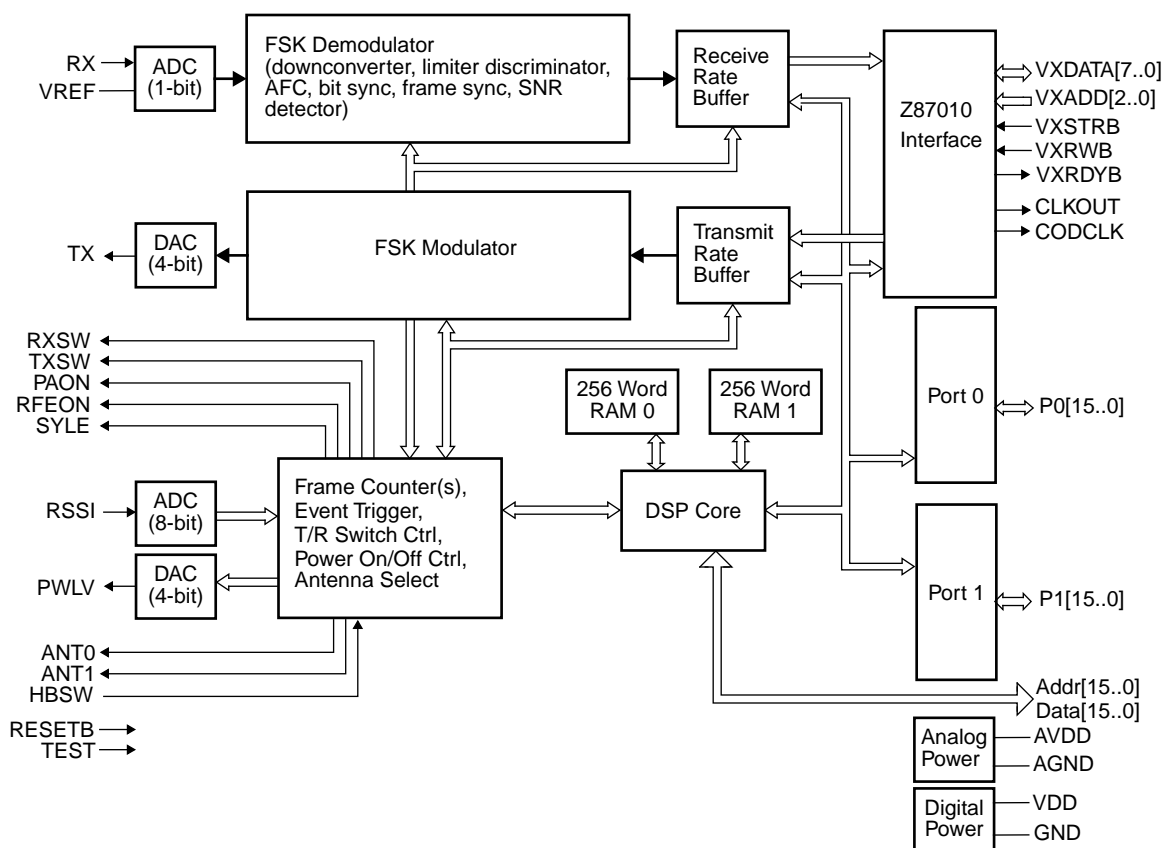 RX
VREF
ADC
(1-bit)
FSK Demodulator
(downconverter, limiter discriminator,
AFC, bit sync, frame sync, SNR
detector)
Receive
Rate
Buffer
Z87010
Interface
VXDATA[7..0]
VXADD[2..0]
VXSTRB
VXRWB
VXRDYB
CLKOUT
CODCLK
TX
DAC
(4-bit)
FSK Modulator
Transmit
Rate
Buffer
RXSW
TXSW
PAON
RFEON
SYLE
256 Word
RAM 0
256 Word
RAM 1
Port 0
P0[15..0]
RSSI
ADC
(8-bit)
Frame Counter(s),
Event Trigger,
T/R Switch Ctrl,
Power On/Off Ctrl,
Antenna Select
DSP Core
PWLV
DAC
(4-bit)
Port 1
P1[15..0]
ANT0
ANT1
HBSW
RESETB
TEST
Addr[15..0]
Data[15..0]
Analog
Power
AVDD
AGND
Digital
Power
VDD
GND